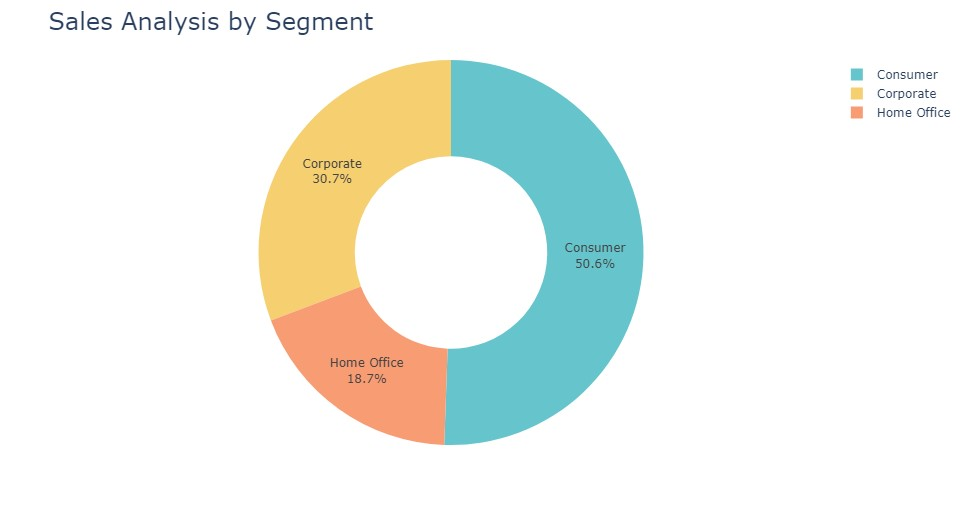 Sales Analysis by Segment
Consumer
Corporate
Home Office
Corporate
30.7%
Consumer
50.6%
Home Office
18.7%